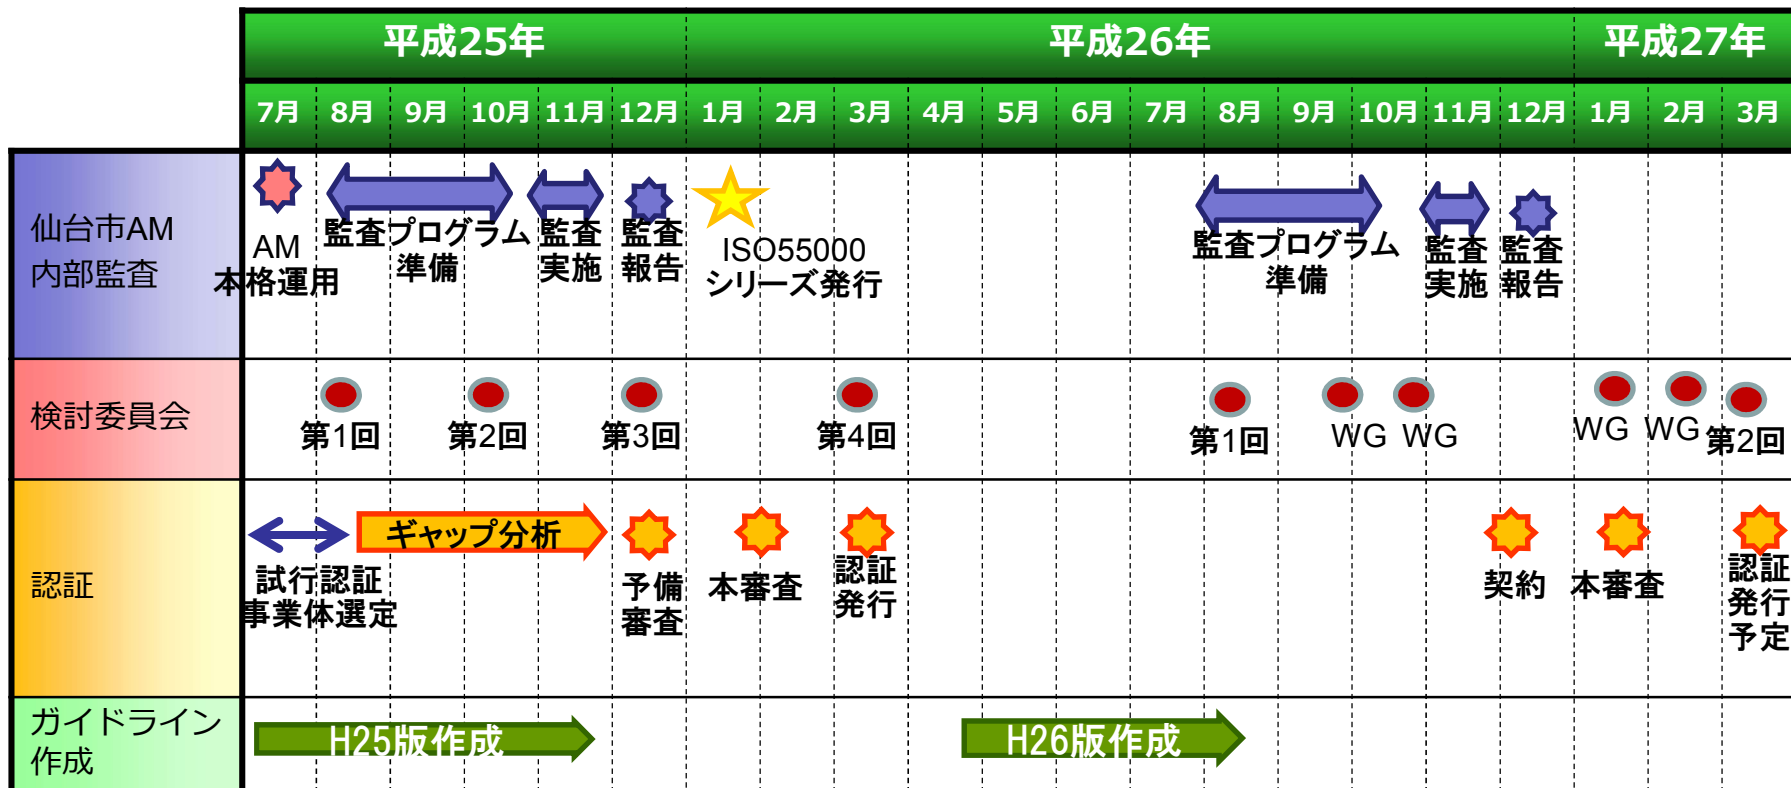 平成25年 平成26年 平成27年
7月 8月 9月 10月 11月 12月 1月 2月 3月 4月 5月 6月 7月 8月 9月 10月 11月 12月 1月 2月 3月
仙台市AM
内部監査
AM
本格運用
監査プログラム
準備
監査
実施
監査
報告
ISO55000
シリーズ発行
監査プログラム
準備
監査
実施
監査
報告
検討委員会
第1回 第2回 第3回 第4回 第1回 WG WG WG WG 第2回
認証
試行認証
事業体選定
ギャップ分析
予備
審査
本審査
認証
発行
契約
本審査
認証
発行
予定
ガイドライン
作成
H25版作成 H26版作成